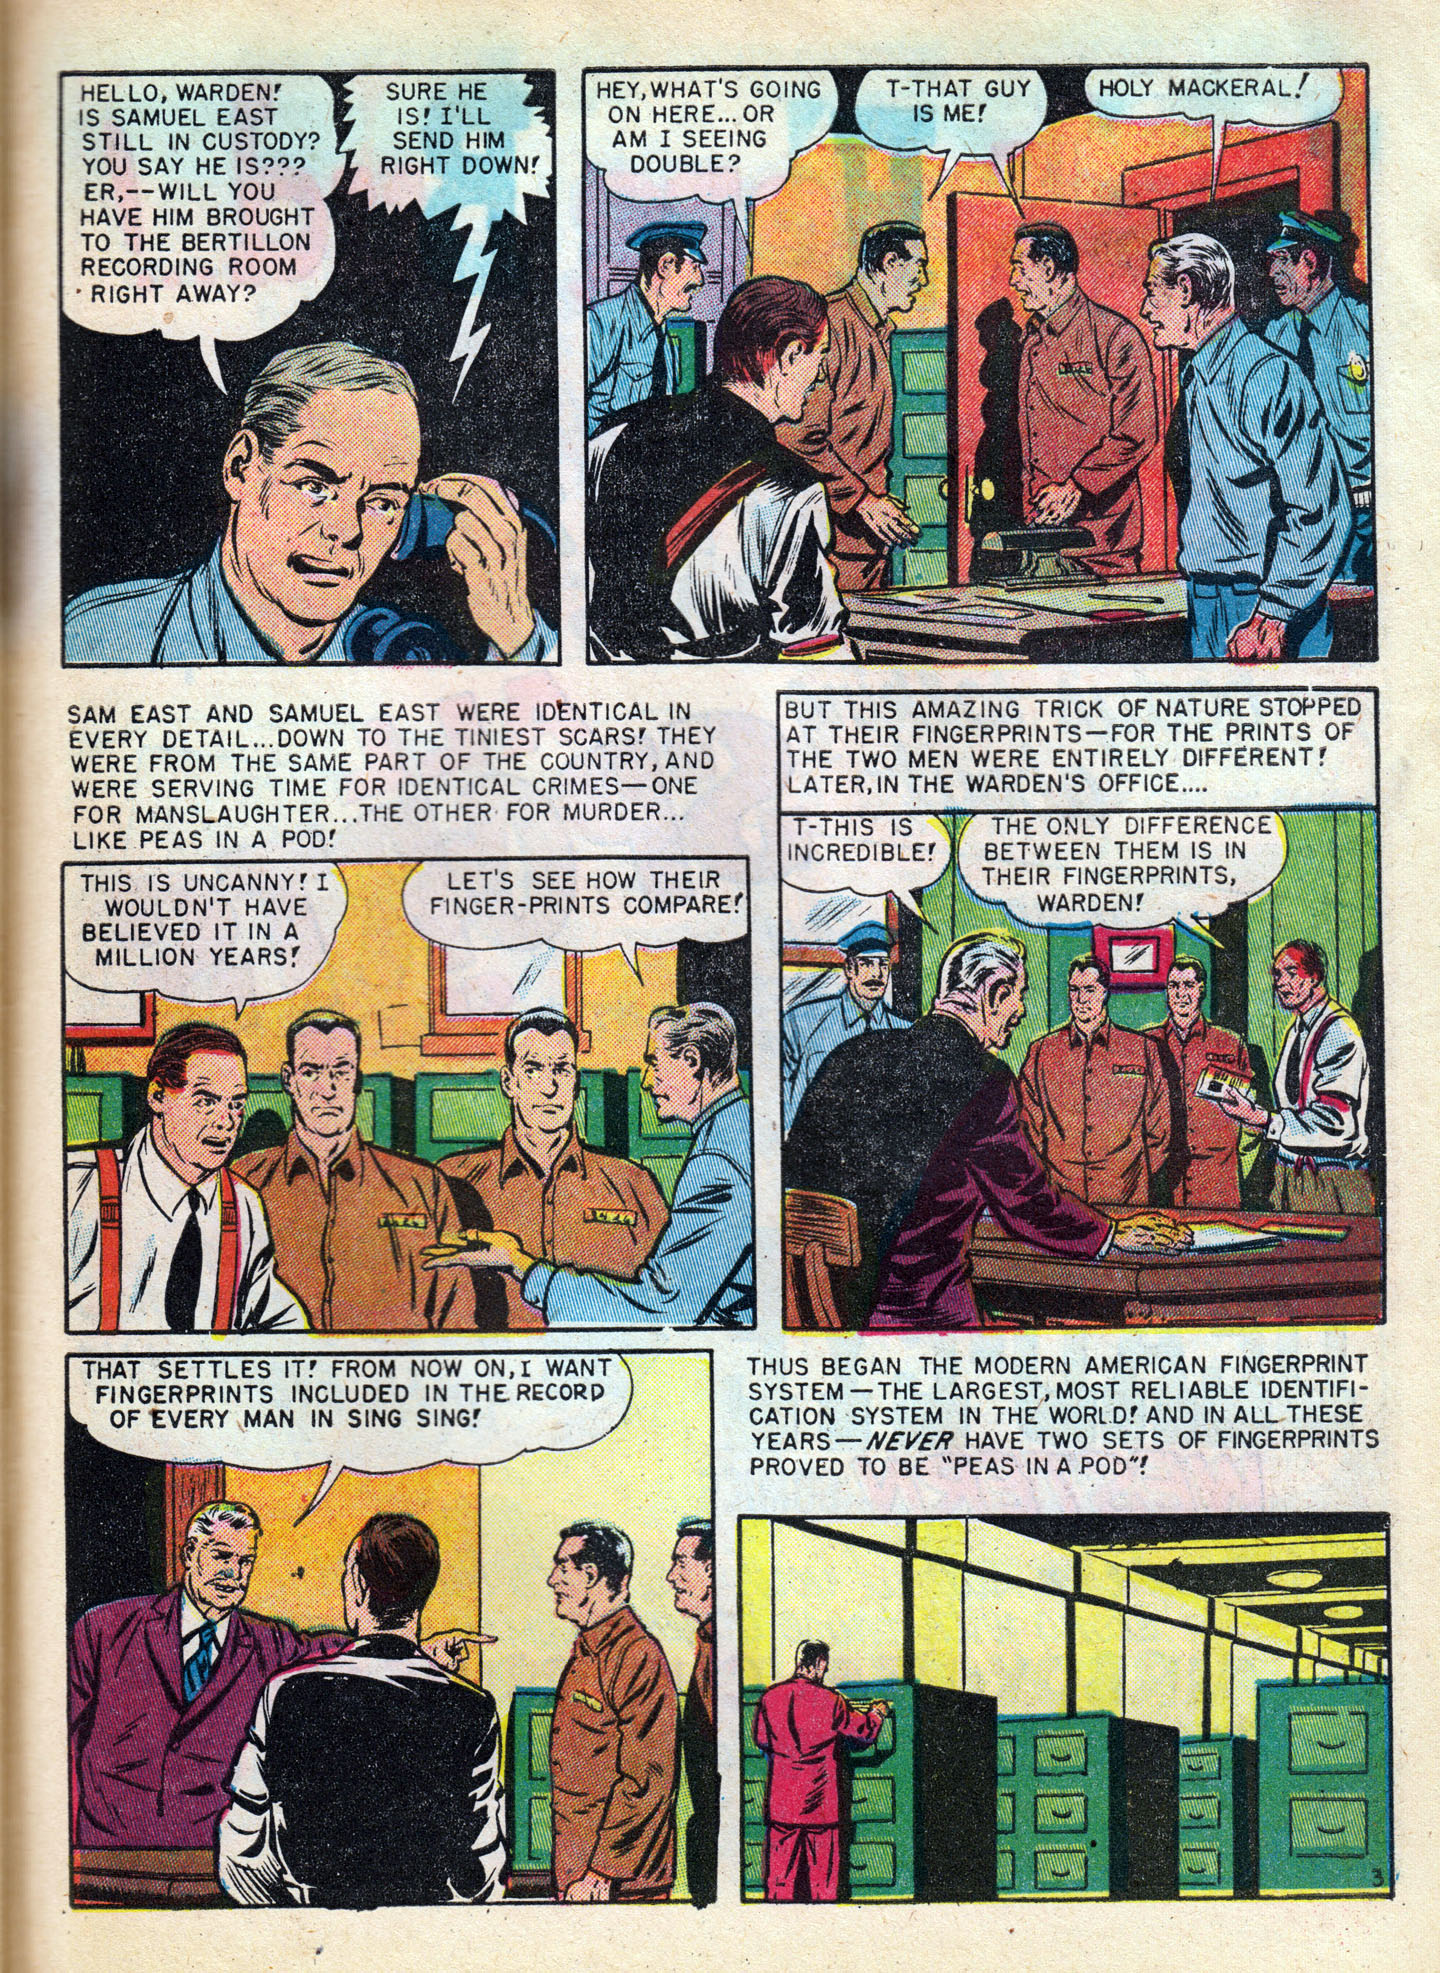 HELLO, WARDEN!
IS SAMUEL EAST
STILL IN CUSTODY?
YOU SAY HE IS???
ER,--WILL YOU
HAVE HIM BROUGHT
TO THE BERTILLON
RECORDING ROOM
RIGHT AWAY?
SURE HE
IS! I'LL
SEND HIM
RIGHT DOWN!
HEY, WHAT'S GOING
ON HERE... OR
AM I SEEING
DOUBLE?
T-THAT GUY
IS ME!
HOLY MACKERAL!
SAM EAST AND SAMUEL EAST WERE IDENTICAL IN
EVERY DETAIL...DOWN TO THE TINIEST SCARS! THEY
WERE FROM THE SAME PART OF THE COUNTRY, AND
WERE SERVING TIME FOR IDENTICAL CRIMES—ONE
FOR MANSLAUGHTER...THE OTHER FOR MURDER...
LIKE PEAS IN A POD!
THIS IS UNCANNY! I
WOULDN'T HAVE
BELIEVED IT IN A
MILLION YEARS!
LET'S SEE HOW THEIR
FINGER-PRINTS COMPARE!
BUT THIS AMAZING TRICK OF NATURE STOPPED
AT THEIR FINGERPRINTS—FOR THE PRINTS OF
THE TWO MEN WERE ENTIRELY DIFFERENT!
LATER, IN THE WARDEN'S OFFICE....
T-THIS IS
INCREDIBLE!
THE ONLY DIFFERENCE
BETWEEN THEM IS IN
THEIR FINGERPRINTS,
WARDEN!
THAT SETTLES IT! FROM NOW ON, I WANT
FINGERPRINTS INCLUDED IN THE RECORD
OF EVERY MAN IN SING SING!
THUS BEGAN THE MODERN AMERICAN FINGERPRINT
SYSTEM—THE LARGEST, MOST RELIABLE IDENTIFI-
CATION SYSTEM IN THE WORLD! AND IN ALL THESE
YEARS—NEVER HAVE TWO SETS OF FINGERPRINTS
PROVED TO BE "PEAS IN A POD"!
3